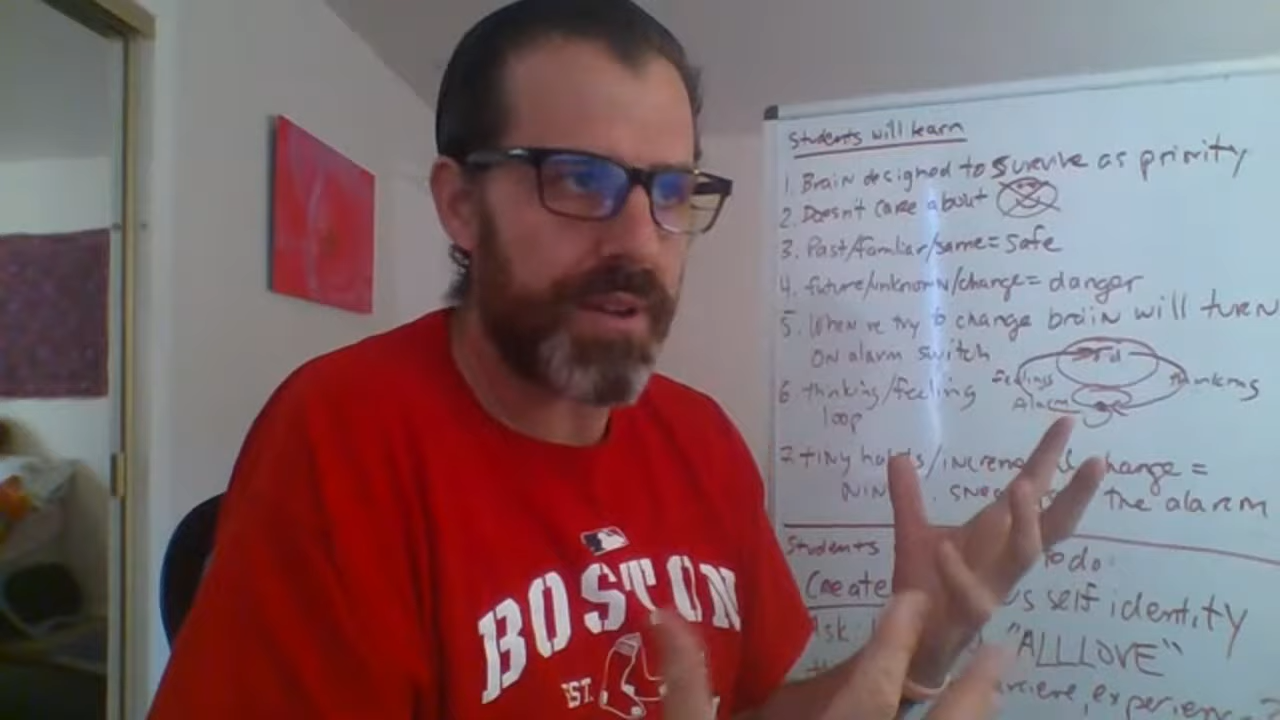 Students will learn
1. Brain designed to survive as priority
2. Doesn't care about
3. Past/familiar/same = safe
4. future/unknown/change = danger
5. When we try to change brain will turn
ON alarm switch
6 thinking/feeling
loop
feelings
thinking
Alarm
7. tiny habits/incremental change =
the alarm
Students
to do:
Create
self identity
Ask
"ALLLOVE"
BOSTON
EST.